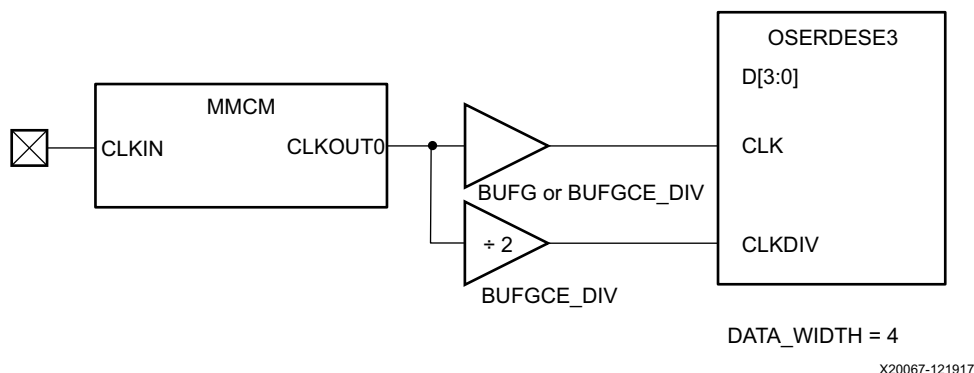 OSERDESE3
D[3:0]
MMCM
CLKIN
CLKOUT0
CLK
BUFG or BUFGCE_DIV
÷ 2
CLKDIV
BUFGCE_DIV
DATA_WIDTH = 4
X20067-121917